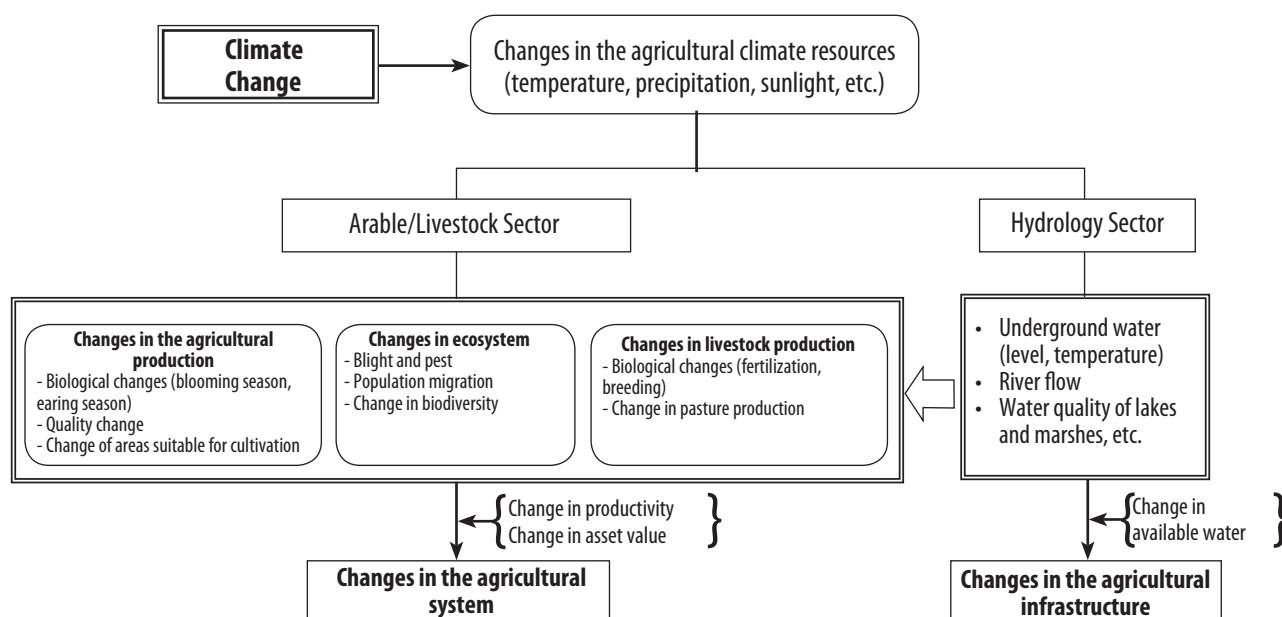 Climate
Change
Changes in the agricultural climate resources
(temperature, precipitation, sunlight, etc.)
Arable/Livestock Sector
Hydrology Sector
Changes in the agricultural
production
- Biological changes (blooming season,
earing season)
- Quality change
- Change of areas suitable for cultivation
Changes in ecosystem
- Blight and pest
- Population migration
- Change in biodiversity
Changes in livestock production
- Biological changes (fertilization,
breeding)
- Change in pasture production
• Underground water
(level, temperature)
• River flow
• Water quality of lakes
and marshes, etc.
{ Change in productivity }
Change in asset value
{ Change in }
available water
Changes in the agricultural
system
Changes in the agricultural
infrastructure